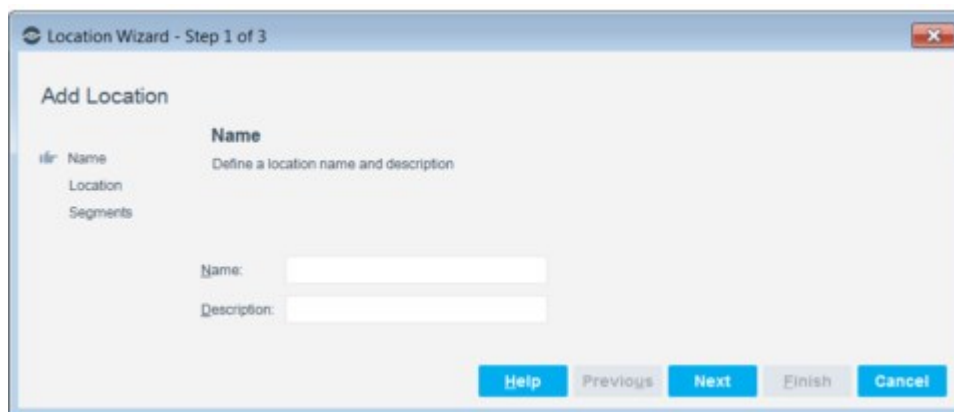 Location Wizard - Step 1 of 3
Add Location
Name
Define a location name and description
Name
Location
Segments
Name:
Description:
Help Previous Next Finish Cancel